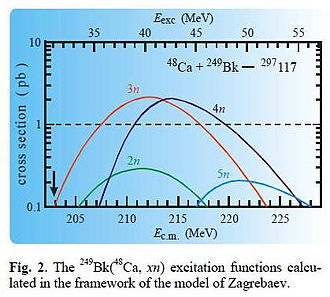 E_exc (MeV)
35 40 45 50 55
10
⁴⁸Ca + ²⁴⁹Bk — ²⁹⁷117
3n
4n
1
cross section ( pb )
2n
5n
0.1
205 210 215 220 225
E_c.m. (MeV)
Fig. 2. The ²⁴⁹Bk(⁴⁸Ca, xn) excitation functions calcu-
lated in the framework of the model of Zagrebaev.